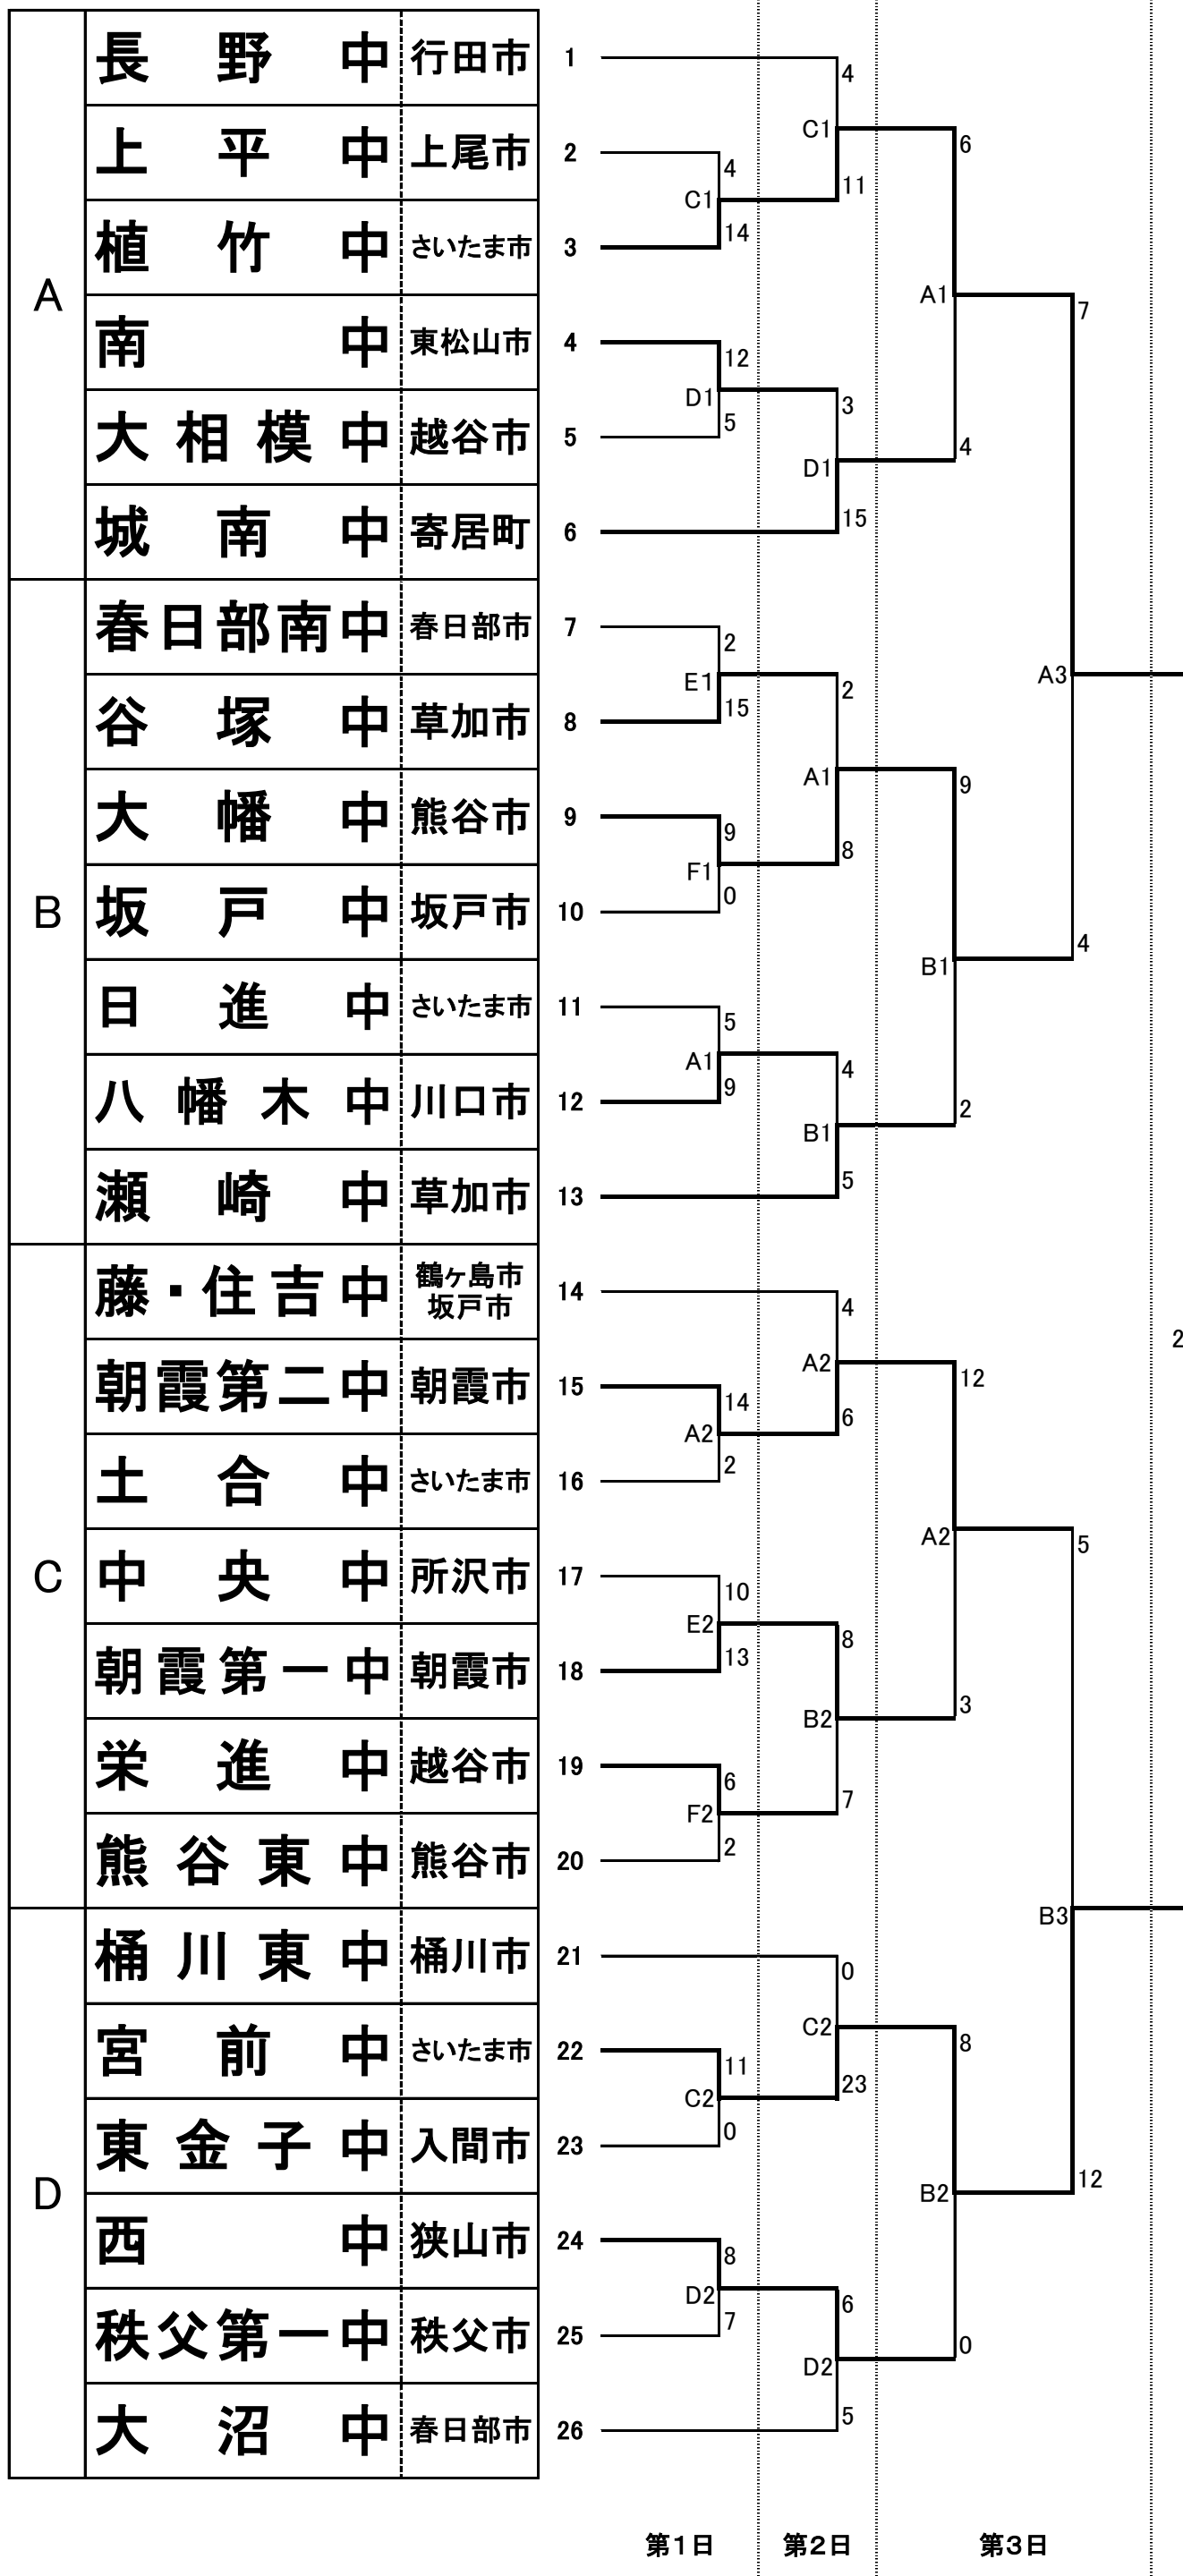 長野中 行田市 1
4
C1
6
上平中 上尾市 2
4
11
C1
植竹中 さいたま市 3
14
A
A1
7
南中 東松山市 4
12
D1
3
大相模中 越谷市 5
5
4
D1
城南中 寄居町 6
15
春日部南中 春日部市 7
2
E1
2
A3
谷塚中 草加市 8
15
A1
9
大幡中 熊谷市 9
9
8
F1
B
坂戸中 坂戸市 10
0
4
B1
日進中 さいたま市 11
5
A1
4
八幡木中 川口市 12
9
2
B1
瀬崎中 草加市 13
5
藤・住吉中 鶴ヶ島市
坂戸市 14
4
2
A2
12
朝霞第二中 朝霞市 15
14
6
A2
土合中 さいたま市 16
2
A2
5
C
中央中 所沢市 17
10
E2
8
朝霞第一中 朝霞市 18
13
3
B2
栄進中 越谷市 19
6
7
F2
熊谷東中 熊谷市 20
2
B3
桶川東中 桶川市 21
0
C2
8
宮前中 さいたま市 22
11
23
C2
東金子中 入間市 23
0
12
D
B2
西中 狭山市 24
8
D2
6
秩父第一中 秩父市 25
7
0
D2
大沼中 春日部市 26
5
第1日 第2日 第3日